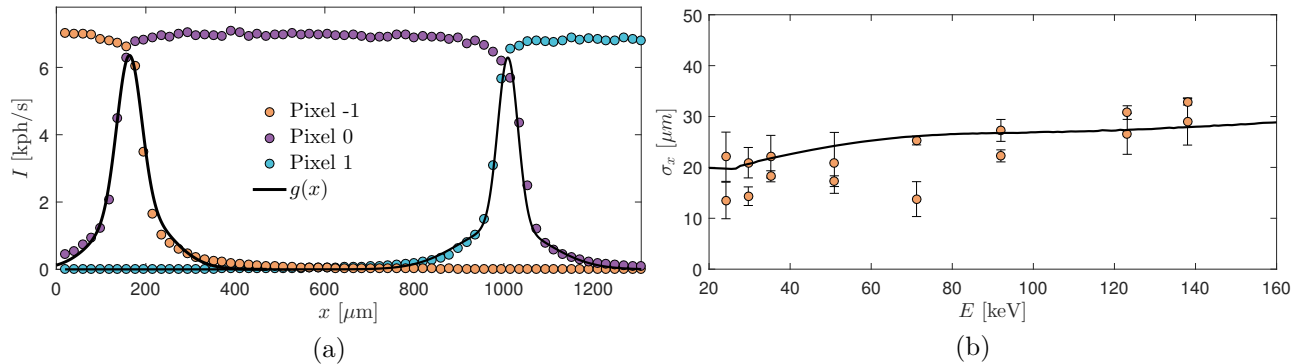 6
4
2
0
I [kph/s]
0 200 400 600 800 1000 1200
x [μm]
Pixel -1
Pixel 0
Pixel 1
g(x)
(a)
50
40
30
20
10
0
σx [μm]
20 40 60 80 100 120 140 160
E [keV]
(b)